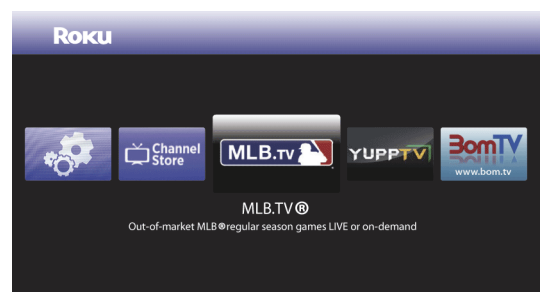 ROKU
Channel
Store
MLB.TV
YUPPTV
BomTV
www.bom.tv
MLB.TV®
Out-of-market MLB®regular season games LIVE or on-demand